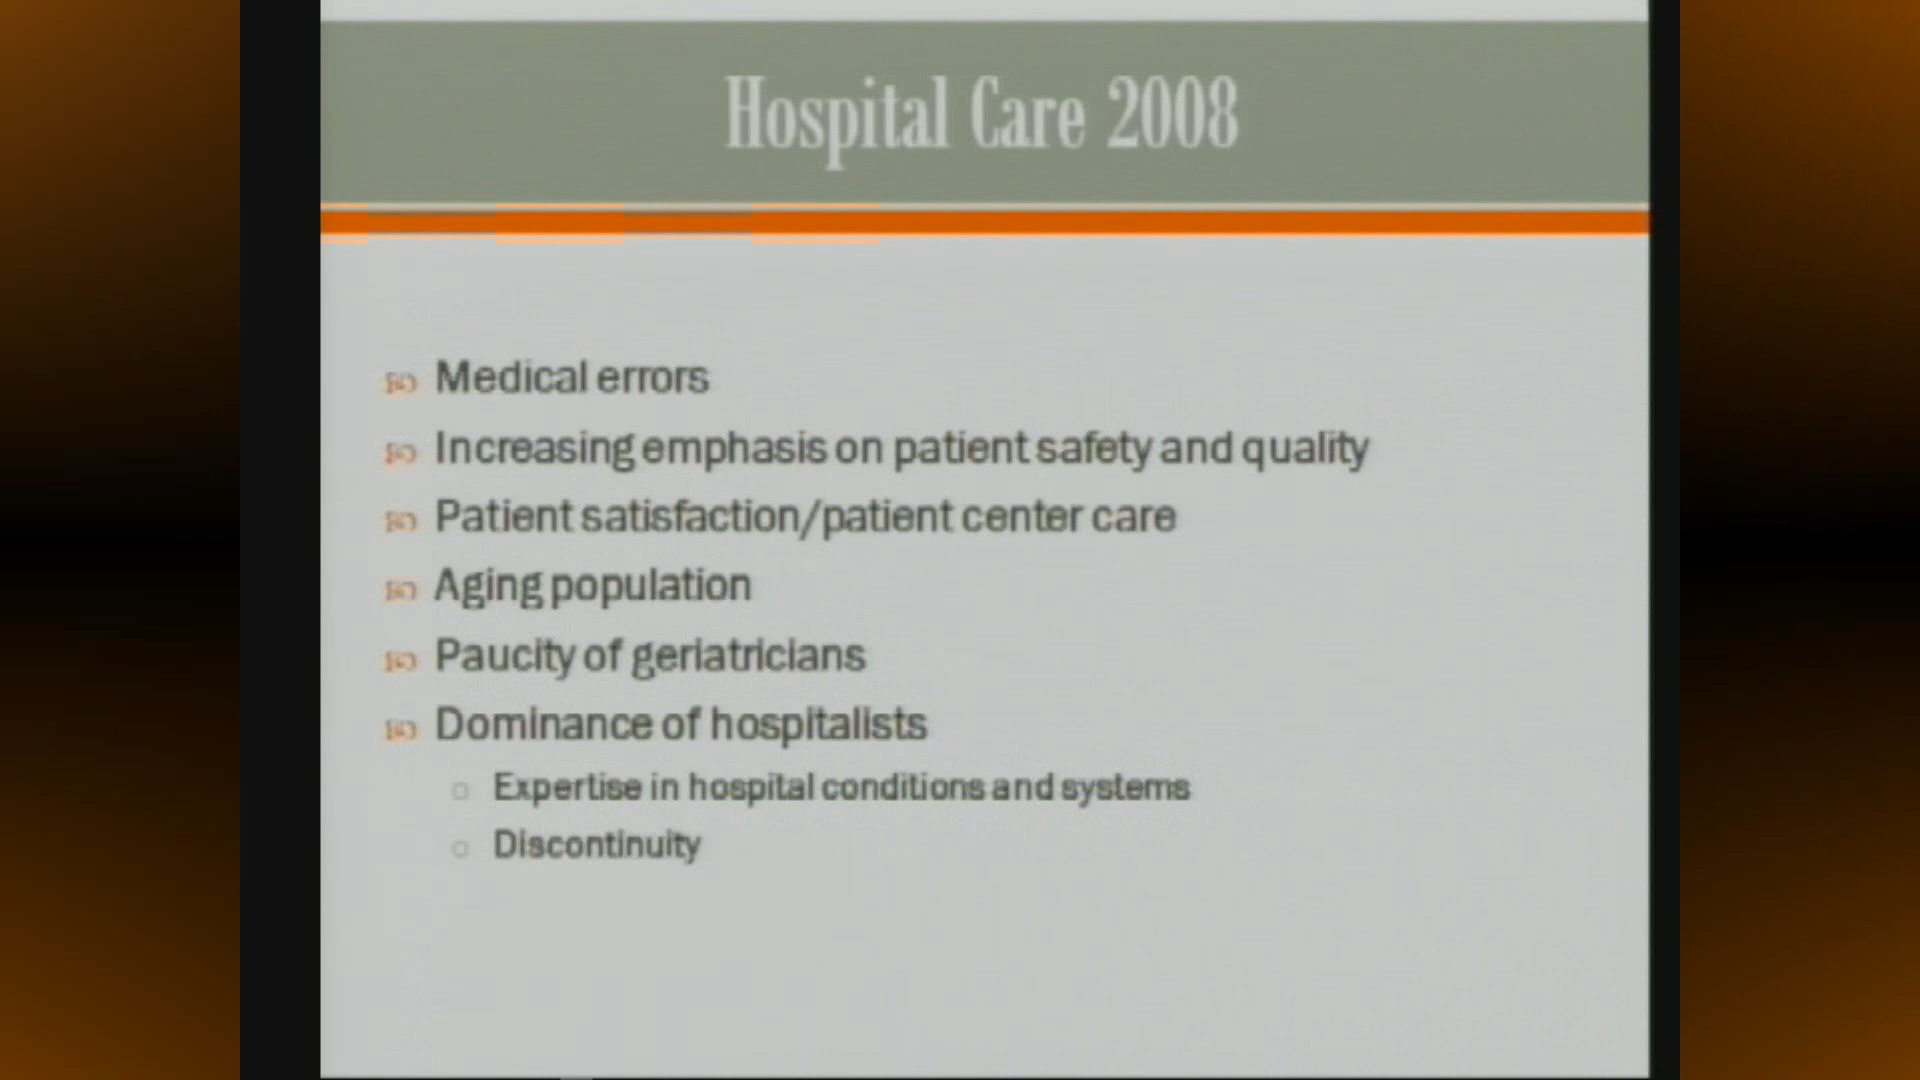 Hospital Care 2008
Medical errors
Increasing emphasis on patient safety and quality
Patient satisfaction/patient center care
Aging population
Paucity of geriatricians
Dominance of hospitalists
Expertise in hospital conditions and systems
Discontinuity